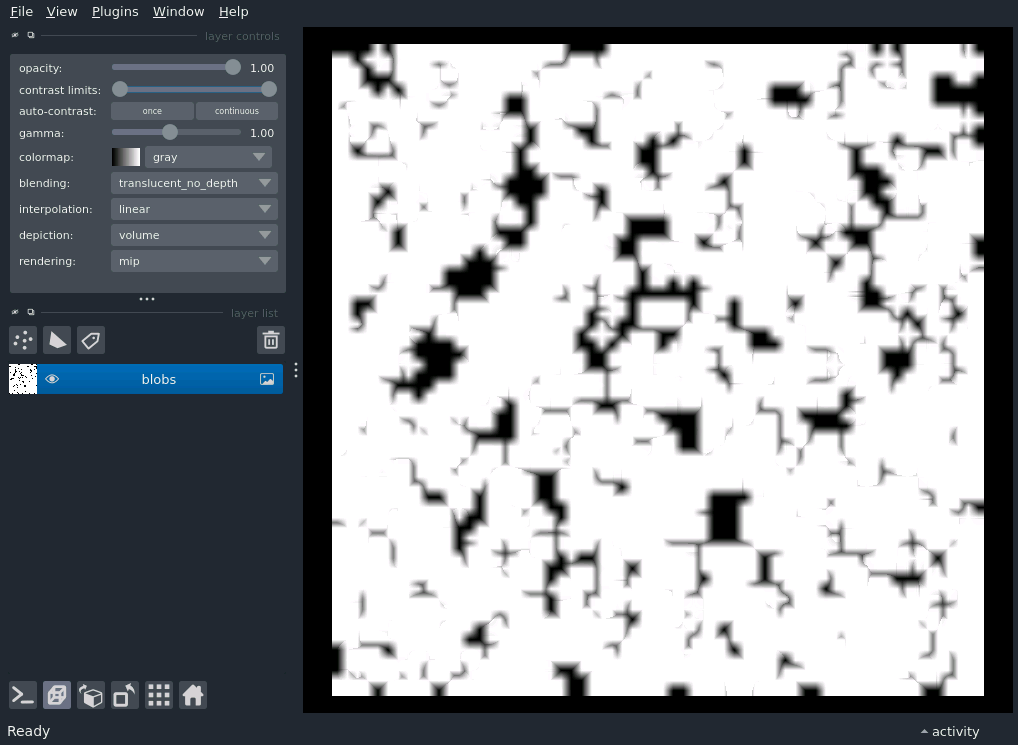 File View Plugins Window Help
layer controls
opacity: 1.00
contrast limits:
auto-contrast: once continuous
gamma: 1.00
colormap: gray
blending: translucent_no_depth
interpolation: linear
depiction: volume
rendering: mip
layer list
blobs
Ready activity